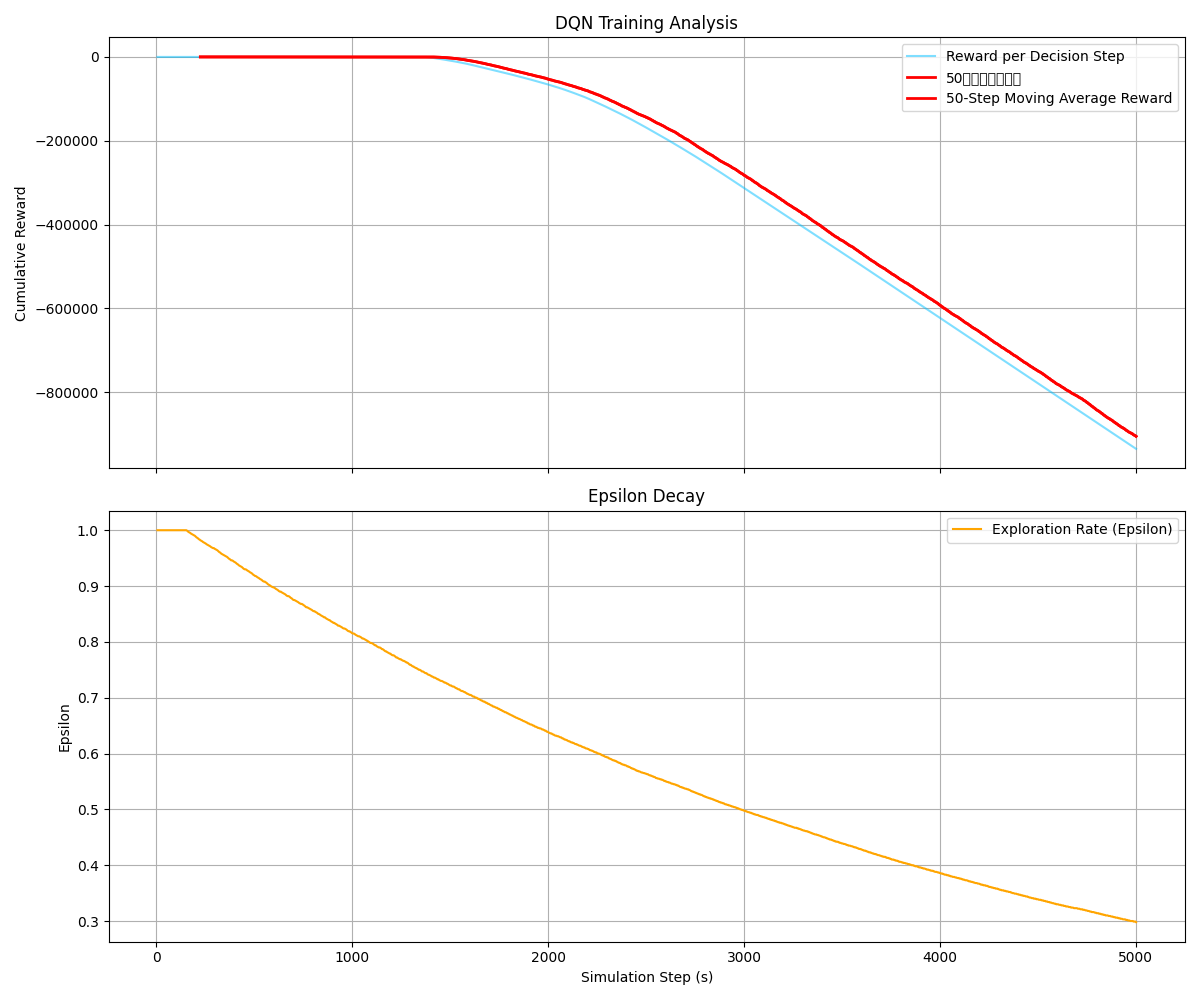 DQN Training Analysis
0
−200000
−400000
−600000
−800000
Cumulative Reward
Reward per Decision Step
50
50-Step Moving Average Reward
Epsilon Decay
1.0
0.9
0.8
0.7
0.6
0.5
0.4
0.3
Epsilon
Exploration Rate (Epsilon)
0 1000 2000 3000 4000 5000
Simulation Step (s)